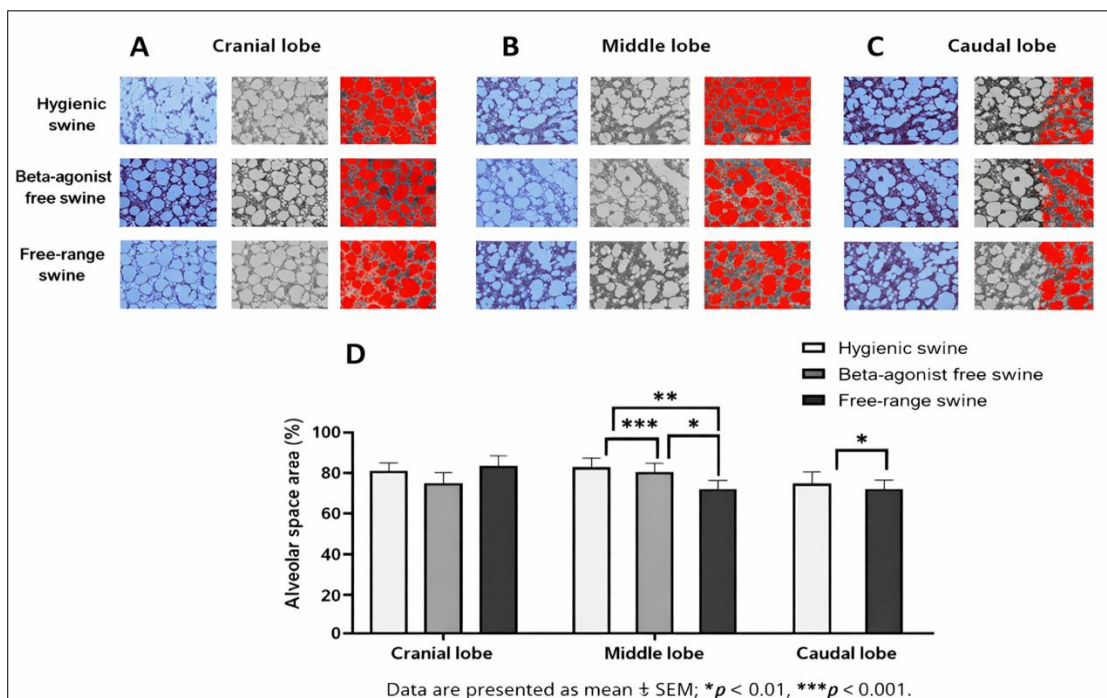 A Cranial lobe B Middle lobe C Caudal lobe
Hygienic
swine
Beta-agonist
free swine
Free-range
swine
D
Hygienic swine
Beta-agonist free swine
Free-range swine
Alveolar space area (%)
100
80
60
40
20
0
**
*** *
*
Cranial lobe Middle lobe Caudal lobe
Data are presented as mean ± SEM; *p < 0.01, ***p < 0.001.